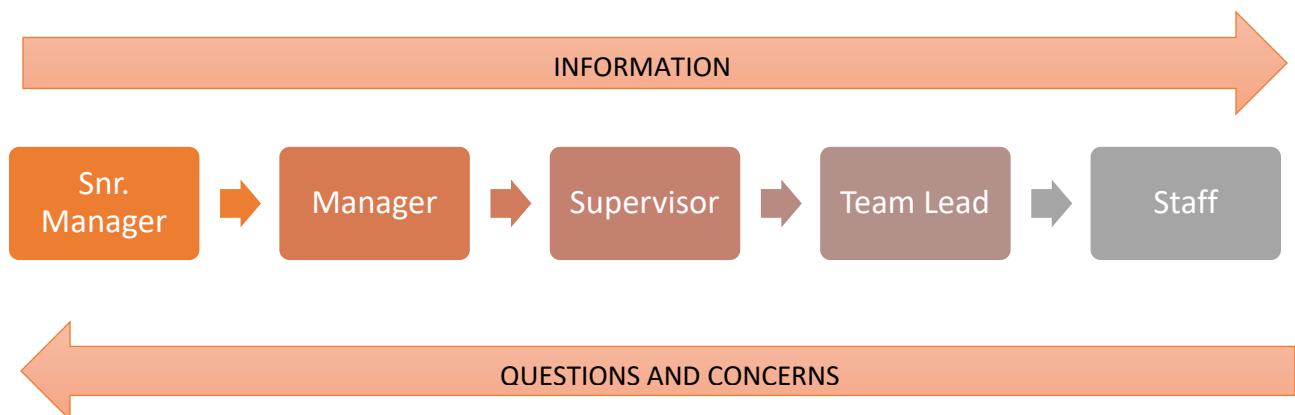 INFORMATION
Snr.
Manager
Manager
Supervisor
Team Lead
Staff
QUESTIONS AND CONCERNS